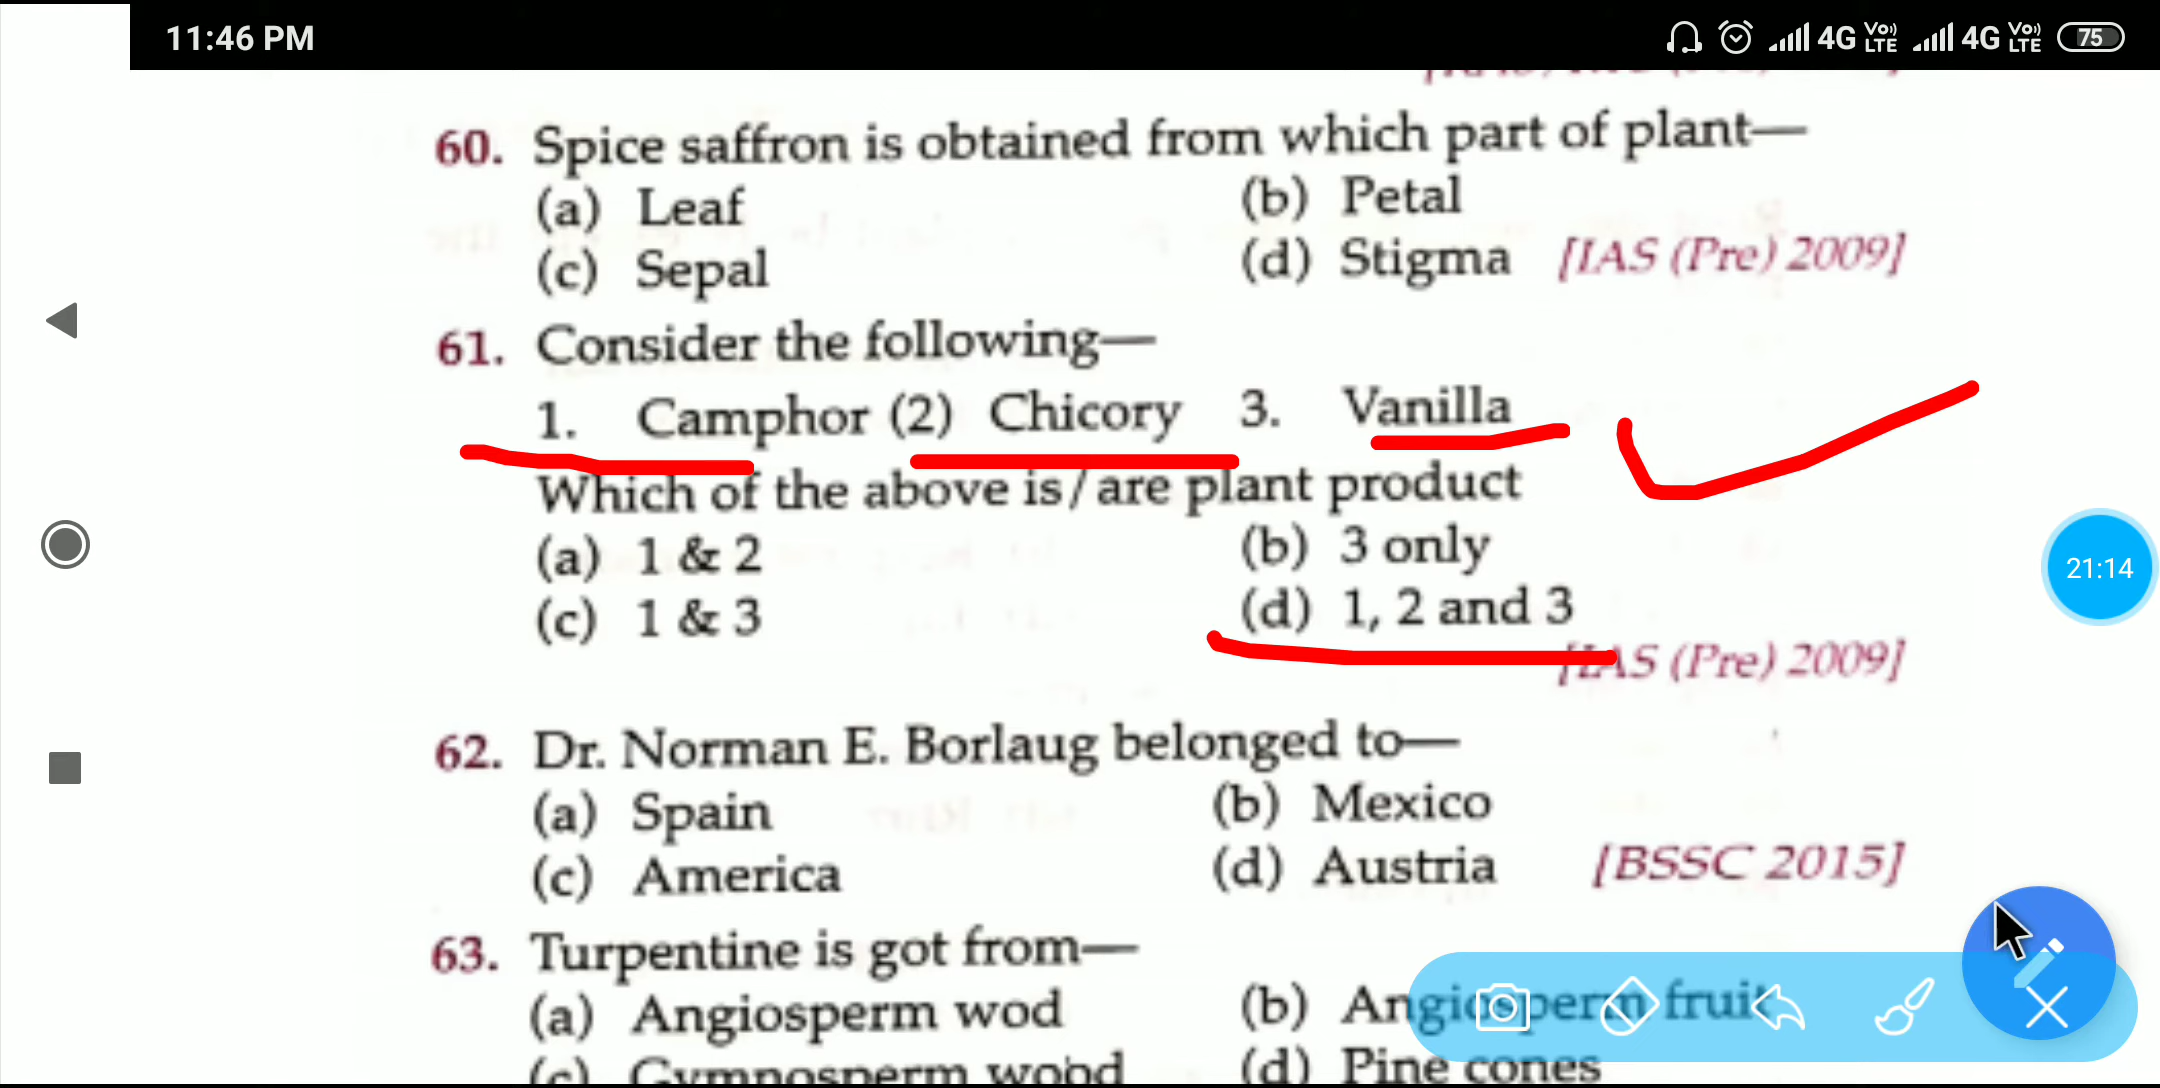 11:46 PM 4G Vo)) LTE 4G Vo)) LTE 75
60. Spice saffron is obtained from which part of plant—
(a) Leaf (b) Petal
(c) Sepal (d) Stigma [IAS (Pre) 2009]
61. Consider the following—
1. Camphor (2) Chicory 3. Vanilla
Which of the above is/are plant product
(a) 1 & 2 (b) 3 only
21:14
(c) 1 & 3 (d) 1, 2 and 3
[IAS (Pre) 2009]
62. Dr. Norman E. Borlaug belonged to—
(a) Spain (b) Mexico
(c) America (d) Austria [BSSC 2015]
63. Turpentine is got from—
(a) Angiosperm wod (b) Angiosperm fruit
(c) Gymnosperm wood (d) Pine cones